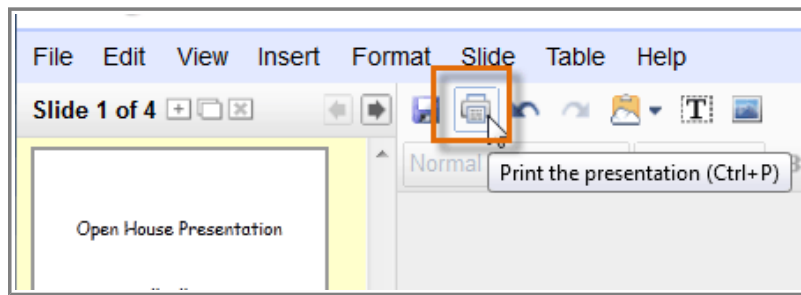 File Edit View Insert Format Slide Table Help
Slide 1 of 4
Normal
Print the presentation (Ctrl+P)
Open House Presentation